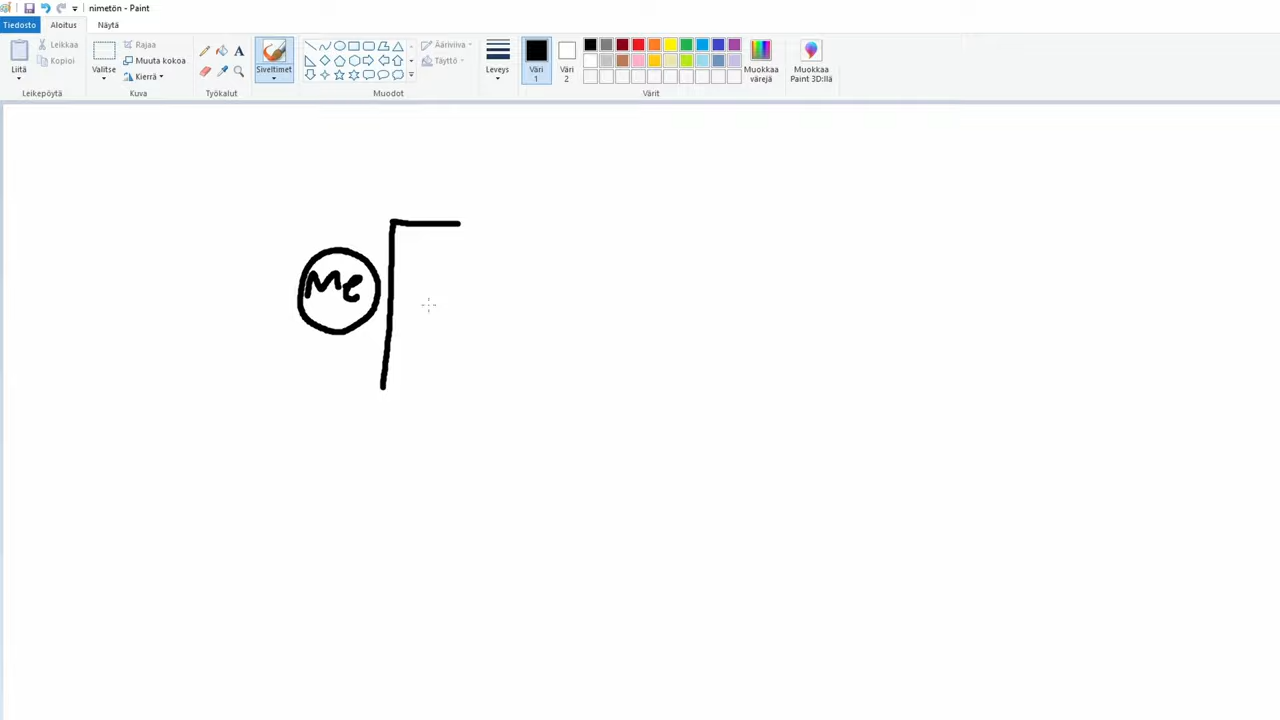 nimetön - Paint
Tiedosto Aloitus Näytä
Liitä
Leikkaa
Kopioi
Leikepöytä
Valitse
Rajaa
Muuta kokoa
Kierrä
Kuva
A
Työkalut
Siveltimet
Muodot
Ääriviiva
Täyttö
Leveys
Väri
1
Väri
2
Värit
Muokkaa
värejä
Muokkaa
Paint 3D:llä
Me